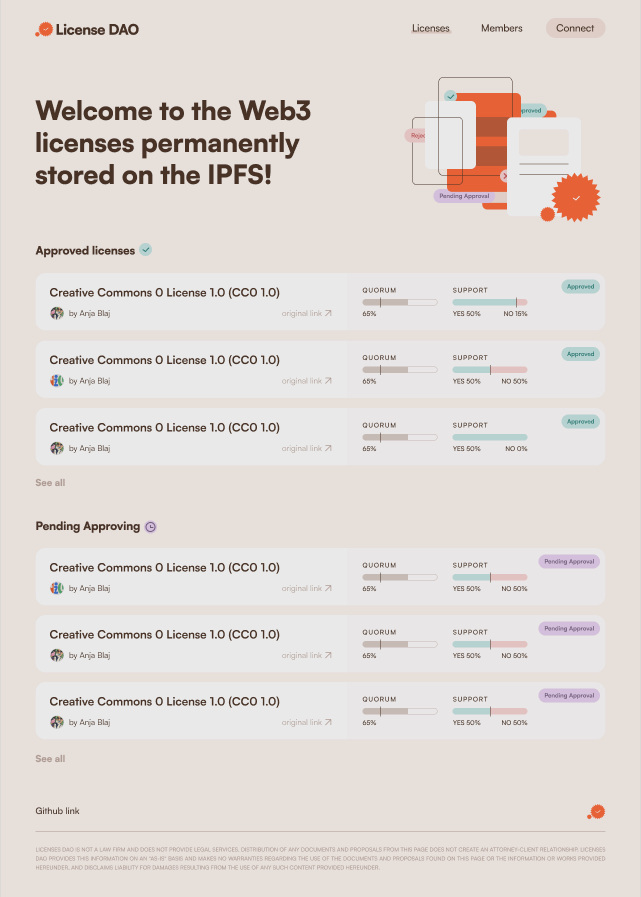 License DAO
Licenses
Members
Connect
Welcome to the Web3
licenses permanently
stored on the IPFS!
Pending Approval
Approved licenses
Creative Commons 0 License 1.0 (CC0 1.0)
by Anja Blaj
original link
QUORUM
65%
SUPPORT
YES 50%
NO 15%
Approved
Creative Commons 0 License 1.0 (CC0 1.0)
by Anja Blaj
original link
QUORUM
65%
SUPPORT
YES 50%
NO 50%
Approved
Creative Commons 0 License 1.0 (CC0 1.0)
by Anja Blaj
original link
QUORUM
65%
SUPPORT
YES 50%
NO 0%
Approved
See all
Pending Approving
Creative Commons 0 License 1.0 (CC0 1.0)
by Anja Blaj
original link
QUORUM
65%
SUPPORT
YES 50%
NO 50%
Pending Approval
Creative Commons 0 License 1.0 (CC0 1.0)
by Anja Blaj
original link
QUORUM
65%
SUPPORT
YES 50%
NO 50%
Pending Approval
Creative Commons 0 License 1.0 (CC0 1.0)
by Anja Blaj
original link
QUORUM
65%
SUPPORT
YES 50%
NO 50%
Pending Approval
See all
Github link
LICENSES DAO IS NOT A LAW FIRM AND DOES NOT PROVIDE LEGAL SERVICES. DISTRIBUTION OF ANY DOCUMENTS AND PROPOSALS FROM THIS PAGE DOES NOT CREATE AN ATTORNEY-CLIENT RELATIONSHIP. LICENSES
DAO PROVIDES THIS INFORMATION ON AN "AS-IS" BASIS AND MAKES NO WARRANTIES REGARDING THE USE OF THE DOCUMENTS AND PROPOSALS FOUND ON THIS PAGE OR THE INFORMATION OR WORKS PROVIDED
HEREUNDER, AND DISCLAIMS LIABILITY FOR DAMAGES RESULTING FROM THE USE OF ANY SUCH CONTENT PROVIDED HEREUNDER.